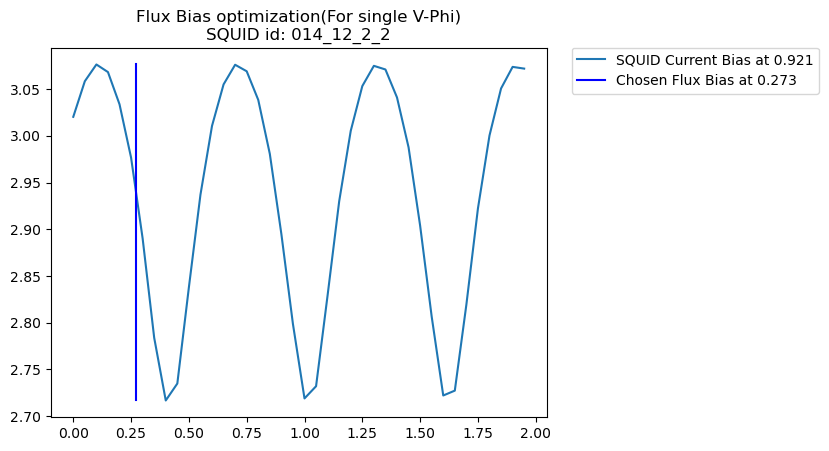 Flux Bias optimization(For single V-Phi)
SQUID id: 014_12_2_2
SQUID Current Bias at 0.921
Chosen Flux Bias at 0.273
3.05
3.00
2.95
2.90
2.85
2.80
2.75
2.70
0.00 0.25 0.50 0.75 1.00 1.25 1.50 1.75 2.00